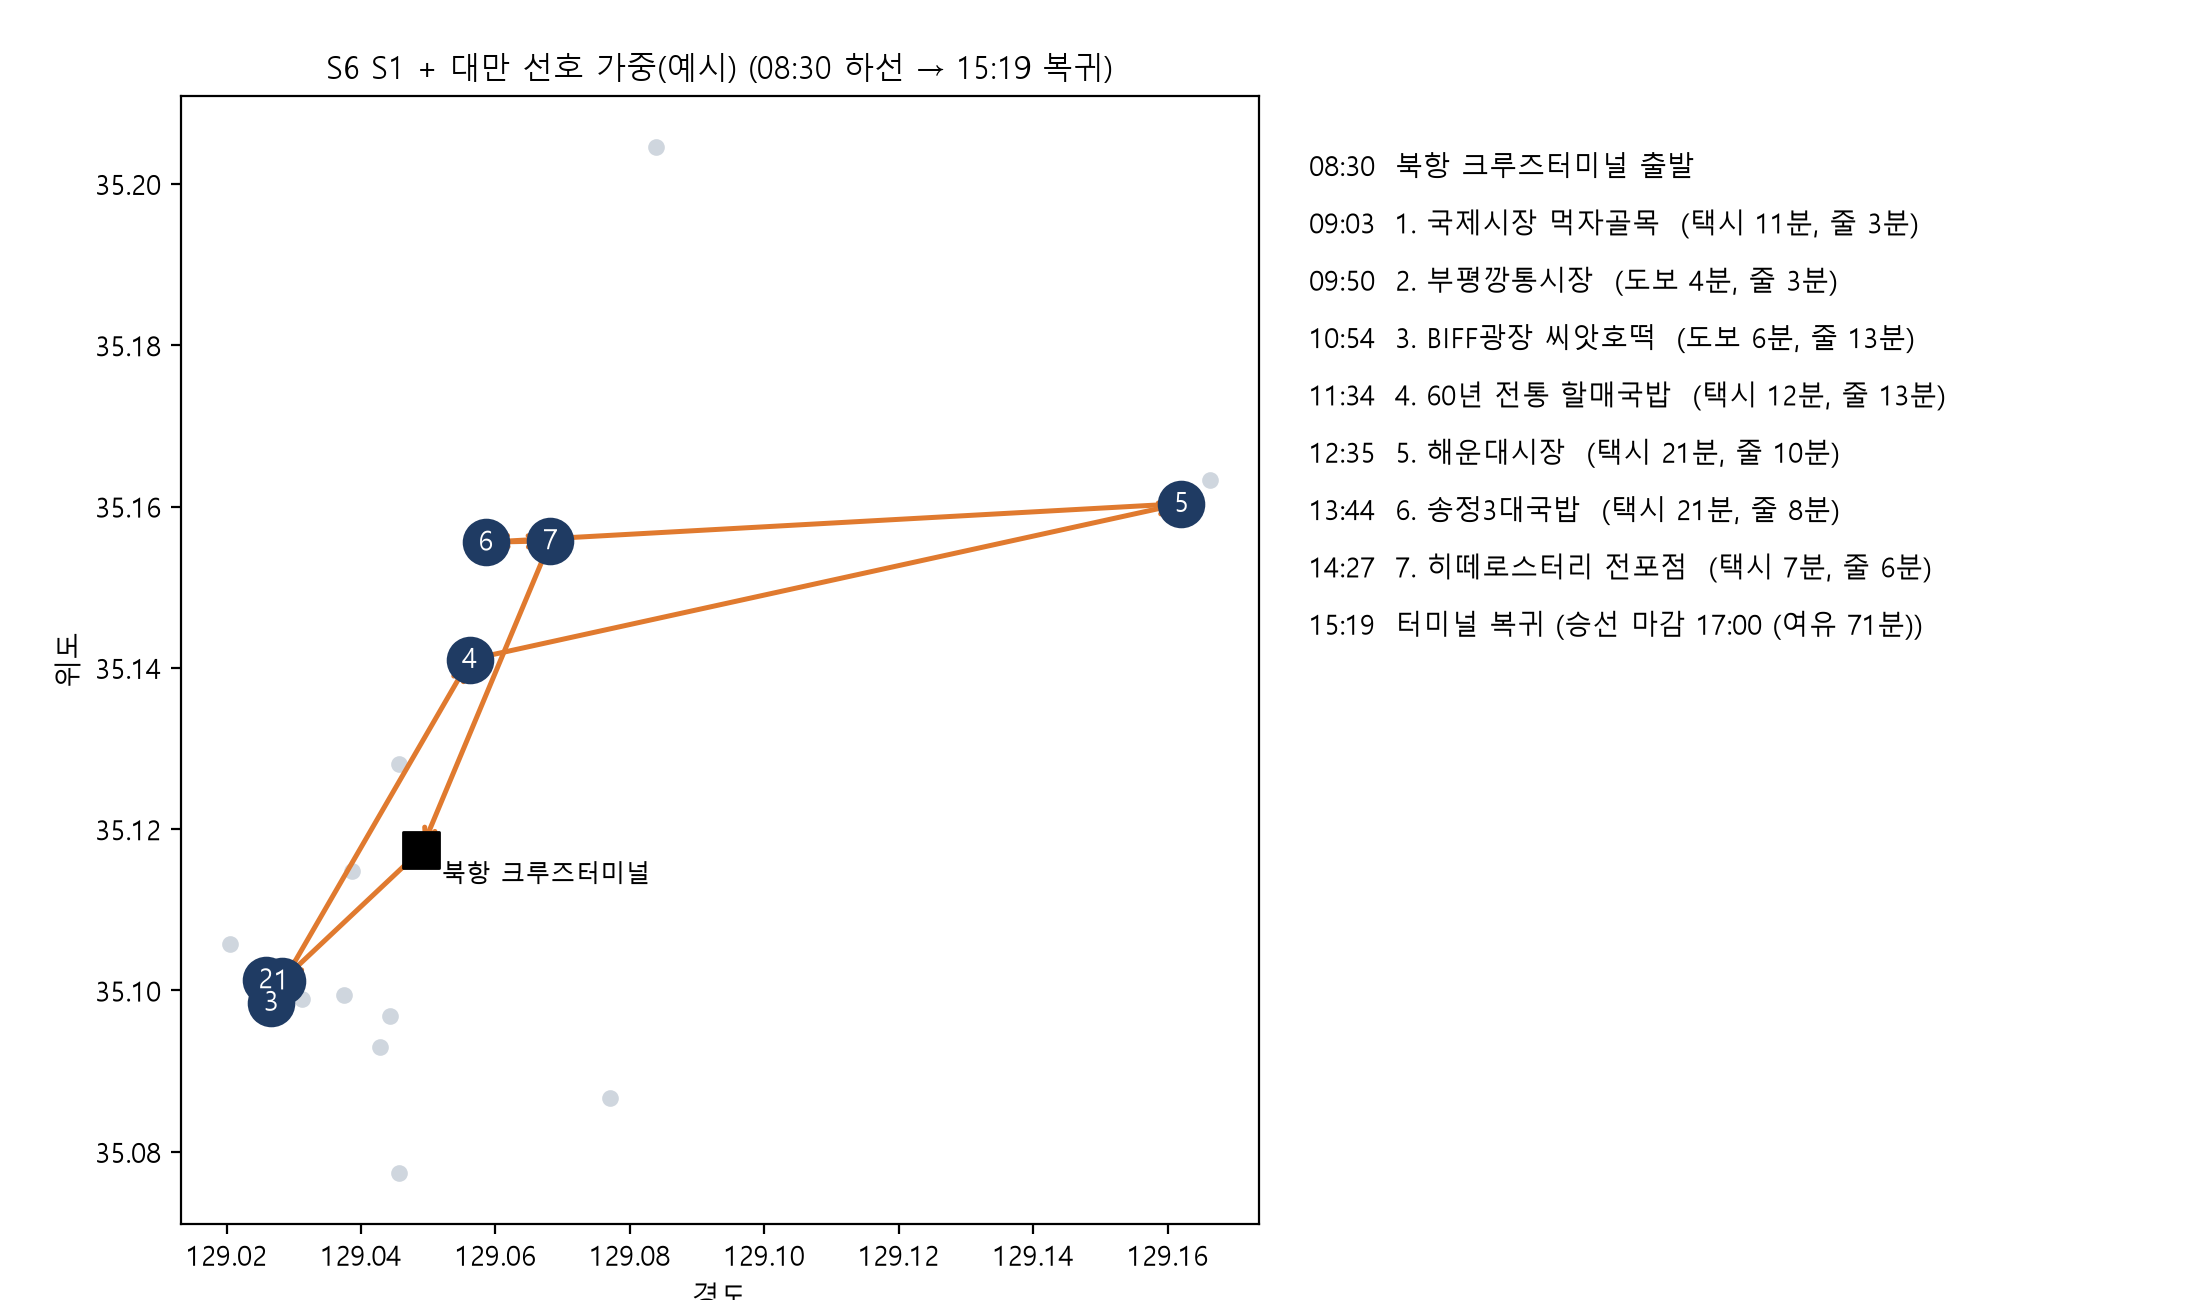 S6 S1 + 대만 선호 가중(예시) (08:30 하선 → 15:19 복귀)
위도
35.20
35.18
35.16
35.14
35.12
35.10
35.08
6
7
5
4
북항 크루즈터미널
21
3
129.02 129.04 129.06 129.08 129.10 129.12 129.14 129.16
경도
08:30 북항 크루즈터미널 출발
09:03 1. 국제시장 먹자골목 (택시 11분, 줄 3분)
09:50 2. 부평깡통시장 (도보 4분, 줄 3분)
10:54 3. BIFF광장 씨앗호떡 (도보 6분, 줄 13분)
11:34 4. 60년 전통 할매국밥 (택시 12분, 줄 13분)
12:35 5. 해운대시장 (택시 21분, 줄 10분)
13:44 6. 송정3대국밥 (택시 21분, 줄 8분)
14:27 7. 히떼로스터리 전포점 (택시 7분, 줄 6분)
15:19 터미널 복귀 (승선 마감 17:00 (여유 71분))